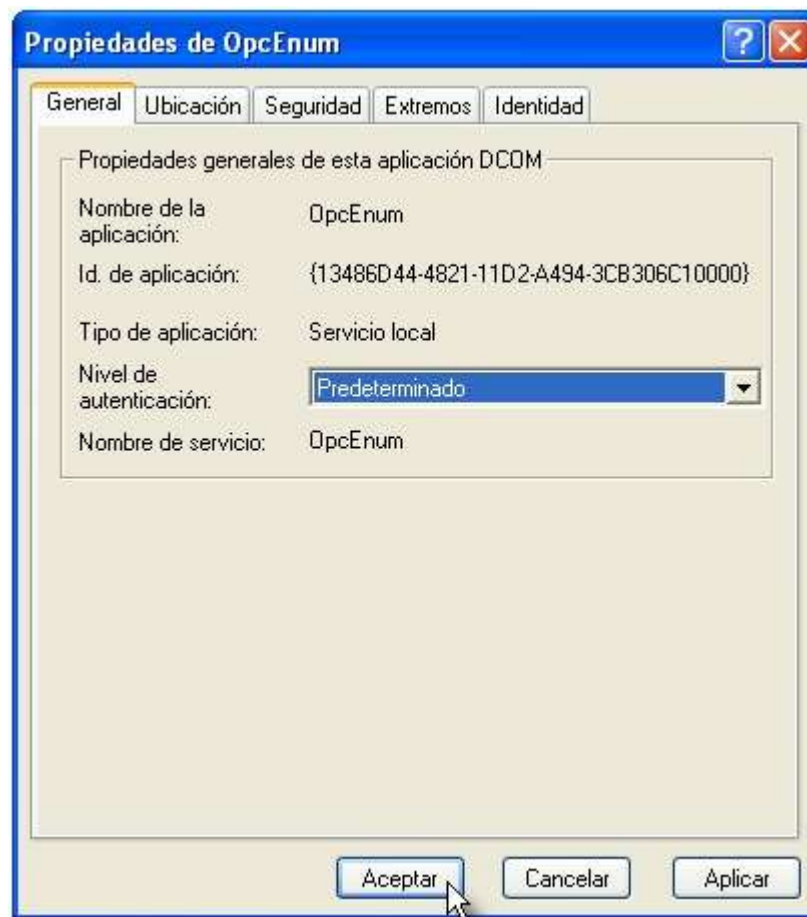 Propiedades de OpcEnum
General Ubicación Seguridad Extremos Identidad
Propiedades generales de esta aplicación DCOM
Nombre de la aplicación: OpcEnum
Id. de aplicación: {13486D44-4821-11D2-A494-3CB306C10000}
Tipo de aplicación: Servicio local
Nivel de autenticación: Predeterminado
Nombre de servicio: OpcEnum
Aceptar Cancelar Aplicar